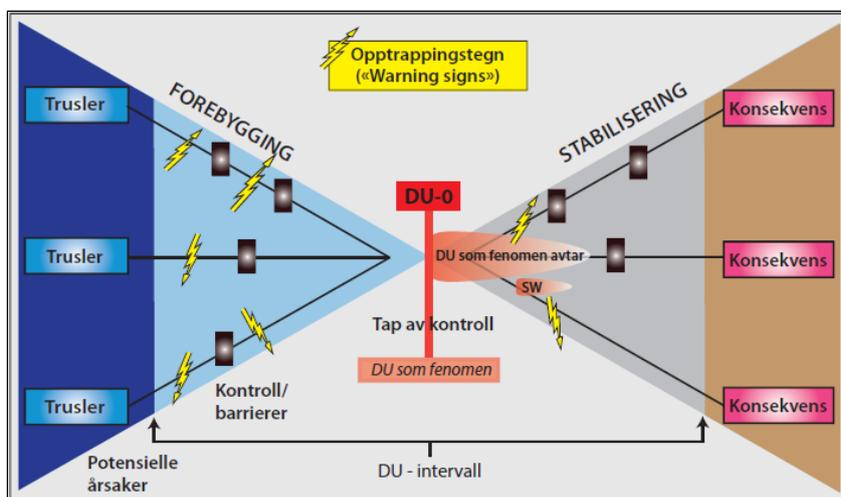 Opptrappingstegn
(«Warning signs»)
Trusler
FOREBYGGING
STABILISERING
Konsekvens
DU-0
Trusler
DU som fenomen avtar
Konsekvens
SW
Tap av kontroll
DU som fenomen
Trusler
Kontroll/
barrierer
Konsekvens
Potensielle
årsaker
DU - intervall